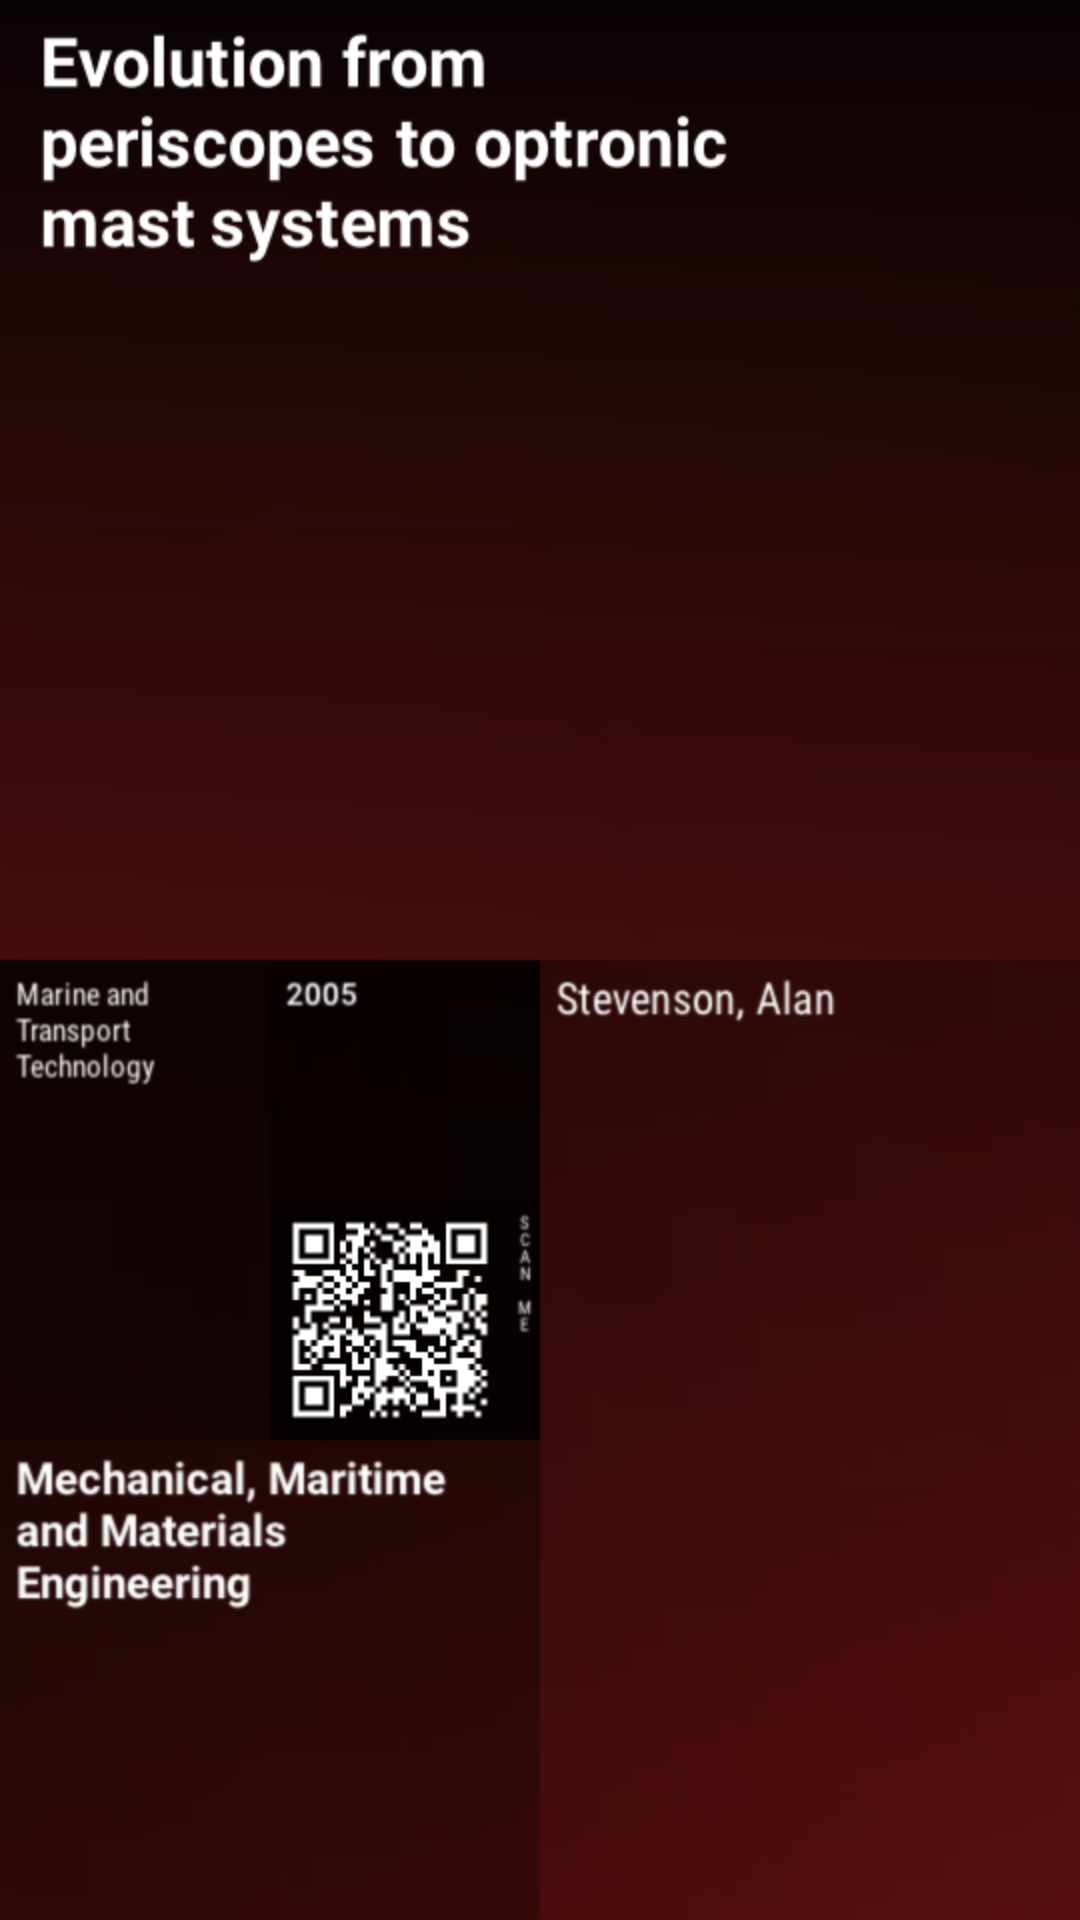 Evolution from
periscopes to optronic
mast systems
Marine and
Transport
Technology
2005
Stevenson, Alan
SCAN ME
Mechanical, Maritime
and Materials
Engineering